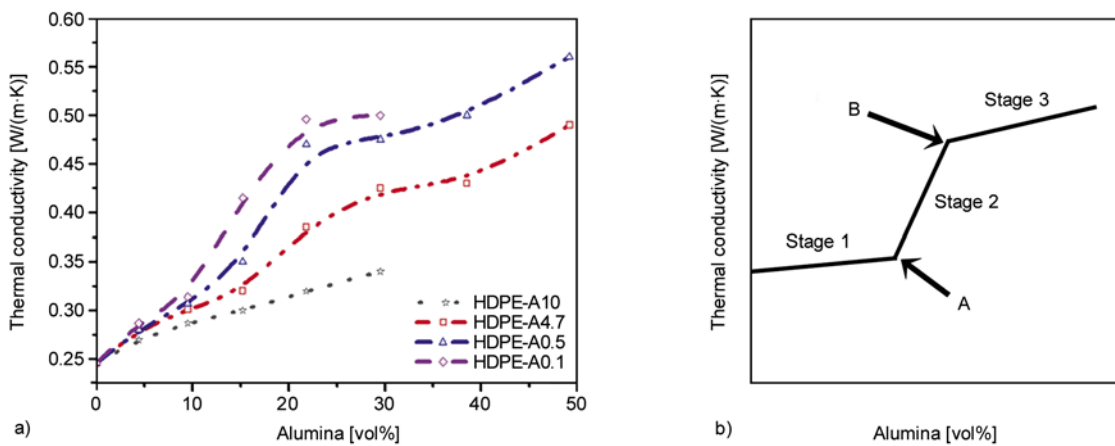 0.60
0.55
0.50
0.45
0.40
0.35
0.30
0.25
Thermal conductivity [W/(m·K)]
HDPE-A10
HDPE-A4.7
HDPE-A0.5
HDPE-A0.1
0 10 20 30 40 50
Alumina [vol%]
a)
Thermal conductivity [W/(m·K)]
Stage 3
B
Stage 2
Stage 1
A
Alumina [vol%]
b)